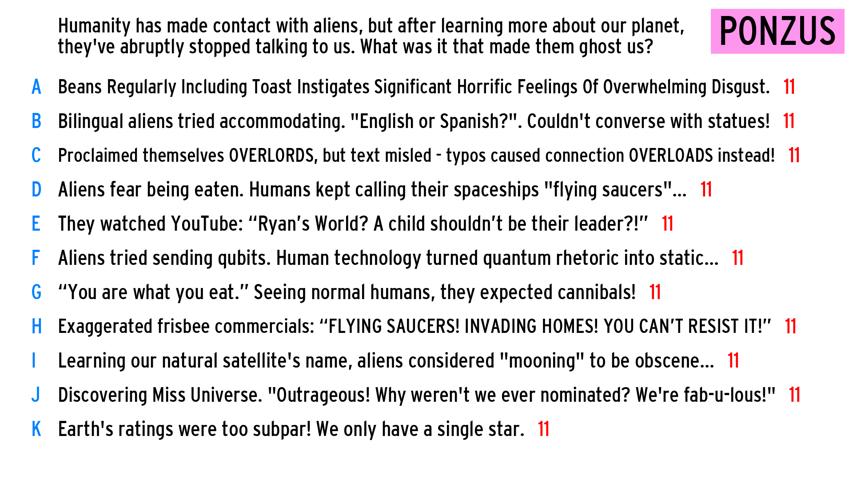 Humanity has made contact with aliens, but after learning more about our planet,
they've abruptly stopped talking to us. What was it that made them ghost us?
PONZUS
A Beans Regularly Including Toast Instigates Significant Horrific Feelings Of Overwhelming Disgust. 11
B Bilingual aliens tried accommodating. "English or Spanish?". Couldn't converse with statues! 11
C Proclaimed themselves OVERLORDS, but text misled - typos caused connection OVERLOADS instead! 11
D Aliens fear being eaten. Humans kept calling their spaceships "flying saucers"... 11
E They watched YouTube: “Ryan’s World? A child shouldn’t be their leader?!” 11
F Aliens tried sending qubits. Human technology turned quantum rhetoric into static... 11
G “You are what you eat.” Seeing normal humans, they expected cannibals! 11
H Exaggerated frisbee commercials: “FLYING SAUCERS! INVADING HOMES! YOU CAN’T RESIST IT!” 11
I Learning our natural satellite's name, aliens considered "mooning" to be obscene... 11
J Discovering Miss Universe. "Outrageous! Why weren't we ever nominated? We're fab-u-lous!" 11
K Earth's ratings were too subpar! We only have a single star. 11